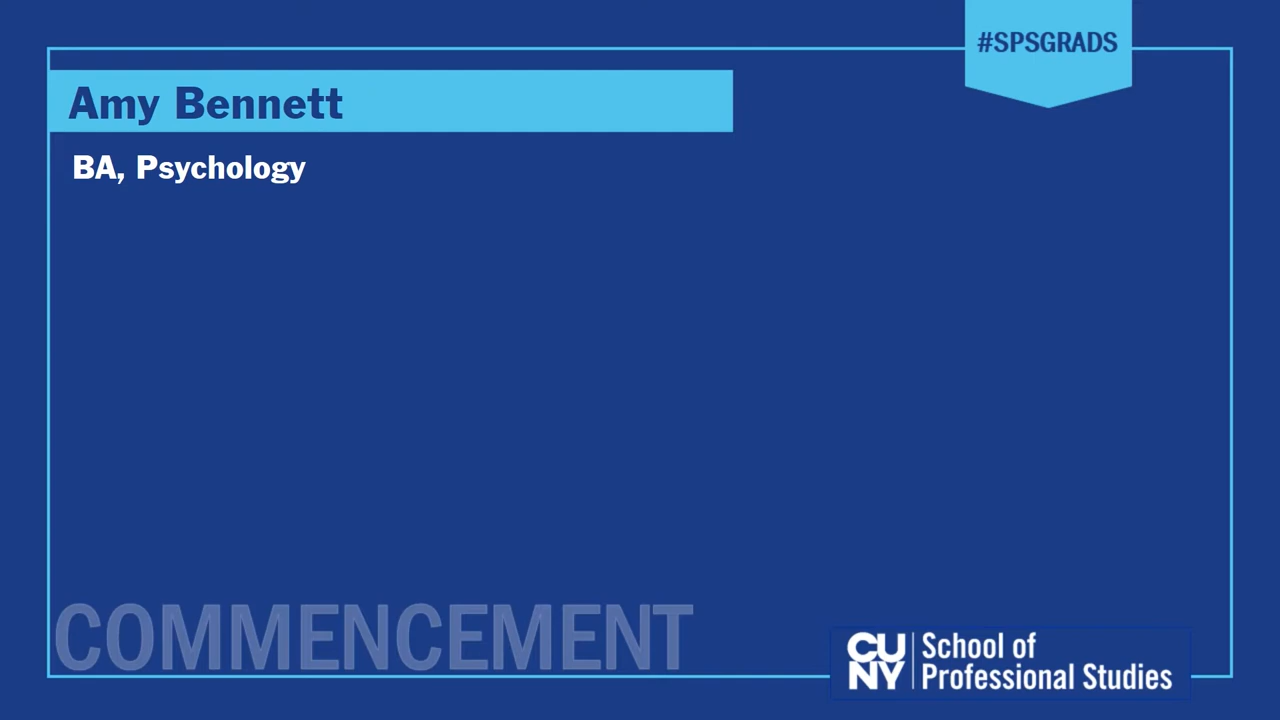 #SPSGRADS
Amy Bennett
BA, Psychology
COMMENCEMENT
CU
NY
School of
Professional Studies